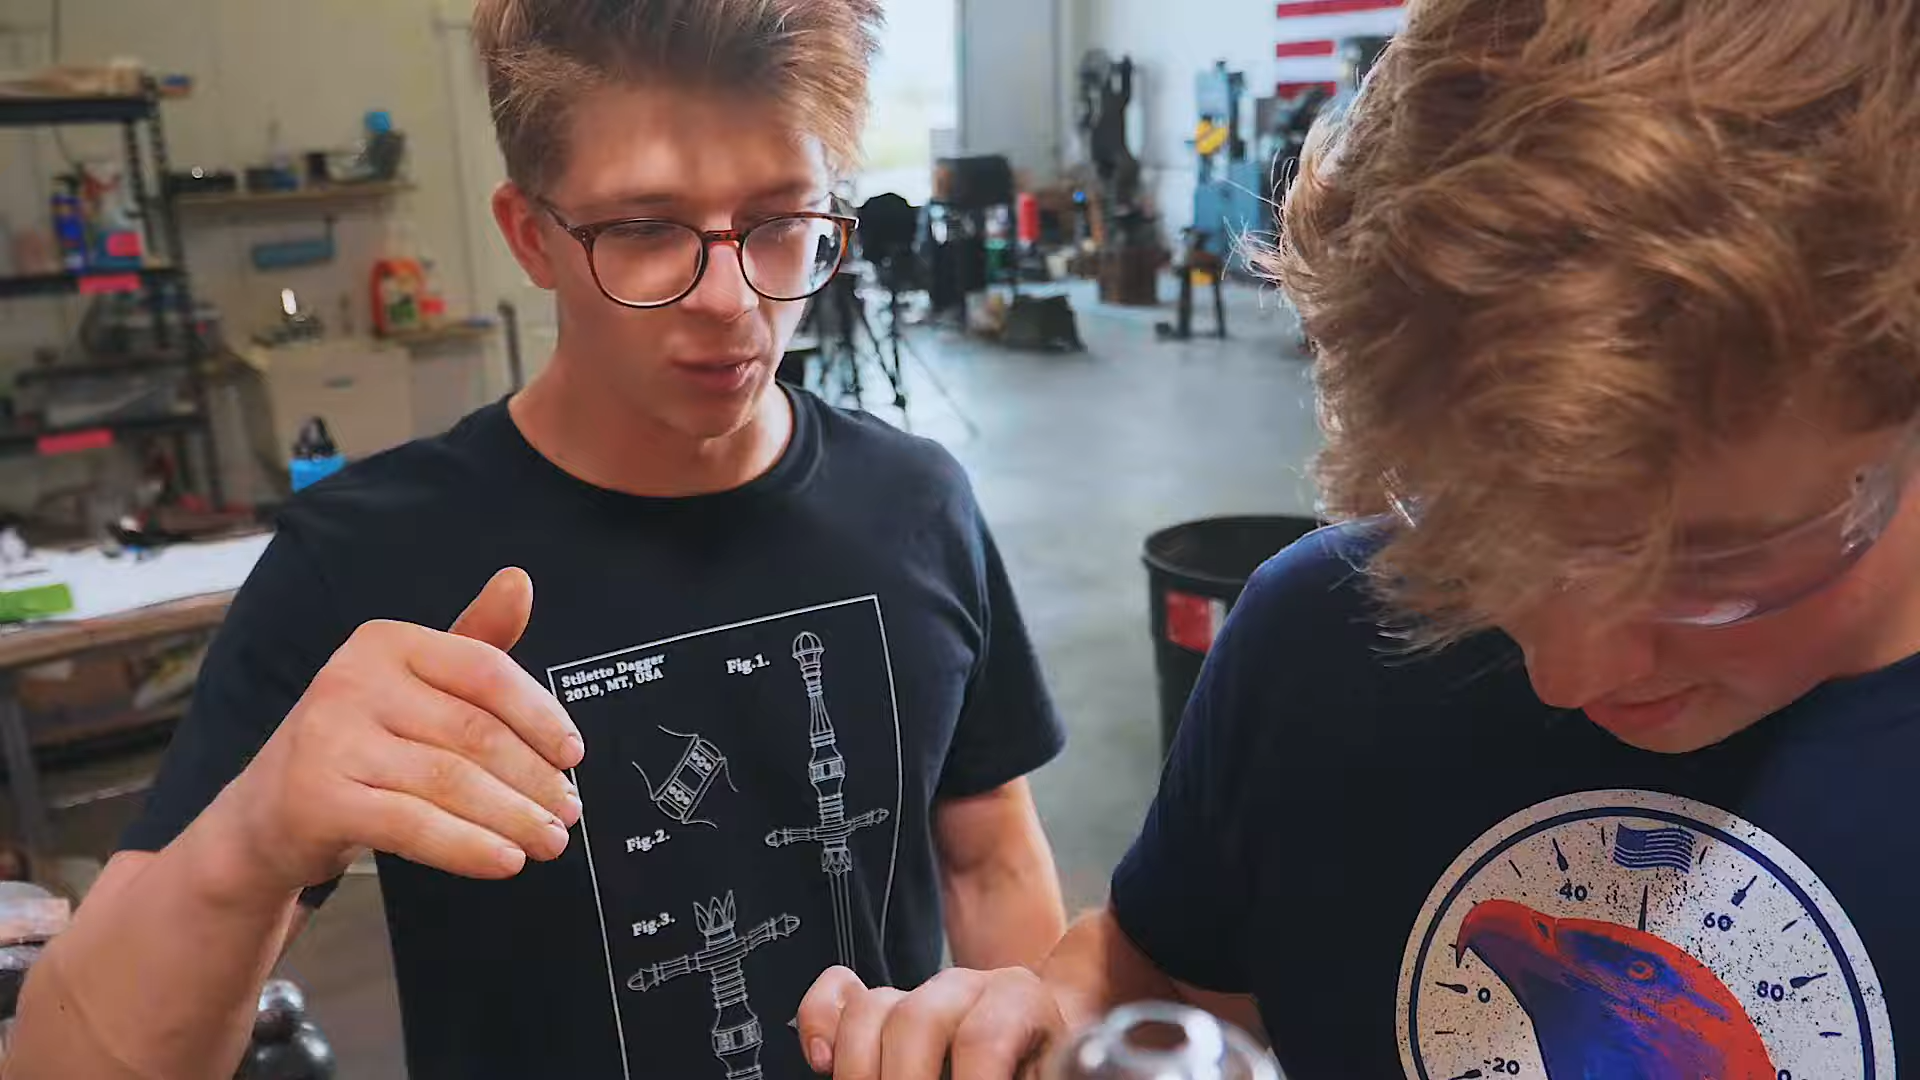 Stiletto Dagger
2019, MT, USA
Fig.1.
Fig.2.
Fig.3.
40
60
80
0
-20